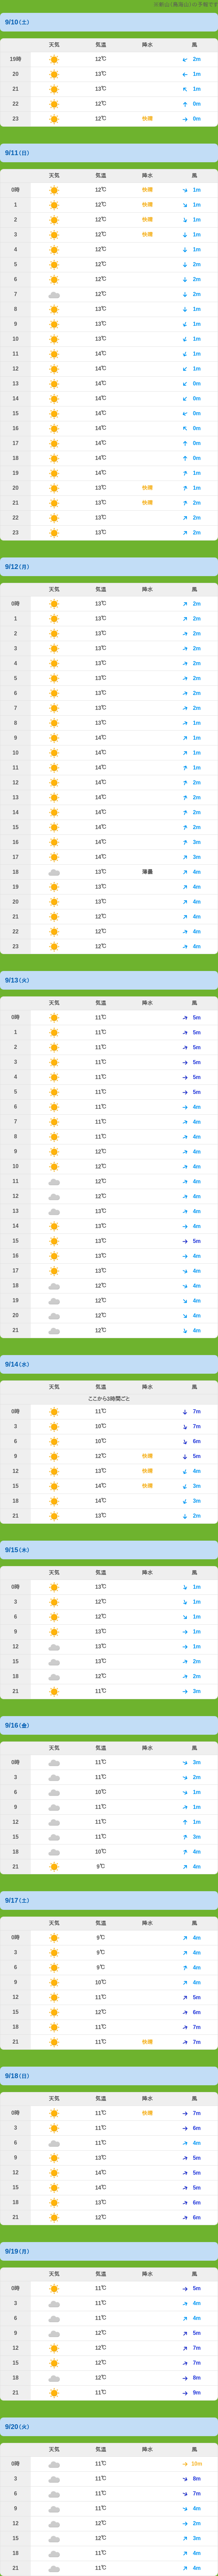 ※新山（鳥海山）の予報です
9/10（土）
天気 気温 降水 風
19時 12℃ 2m
20 12℃ 1m
21 12℃ 1m
22 12℃ 0m
23 12℃ 快晴 0m
9/11（日）
天気 気温 降水 風
0時 12℃ 快晴 1m
1 12℃ 快晴 1m
2 12℃ 快晴 1m
3 12℃ 快晴 1m
4 12℃ 1m
5 12℃ 2m
6 12℃ 2m
7 12℃ 2m
8 13℃ 1m
9 13℃ 1m
10 13℃ 1m
11 14℃ 1m
12 14℃ 1m
13 14℃ 0m
14 14℃ 0m
15 14℃ 0m
16 14℃ 0m
17 14℃ 0m
18 14℃ 0m
19 14℃ 1m
20 13℃ 快晴 1m
21 13℃ 快晴 2m
22 13℃ 2m
23 13℃ 2m
9/12（月）
天気 気温 降水 風
0時 13℃ 2m
1 13℃ 2m
2 13℃ 2m
3 13℃ 2m
4 13℃ 2m
5 13℃ 2m
6 13℃ 2m
7 13℃ 2m
8 13℃ 1m
9 14℃ 1m
10 14℃ 1m
11 14℃ 1m
12 14℃ 2m
13 14℃ 2m
14 14℃ 2m
15 14℃ 2m
16 14℃ 3m
17 14℃ 3m
18 13℃ 薄曇 4m
19 13℃ 4m
20 13℃ 4m
21 12℃ 4m
22 12℃ 4m
23 12℃ 4m
9/13（火）
天気 気温 降水 風
0時 11℃ 5m
1 11℃ 5m
2 11℃ 5m
3 11℃ 5m
4 11℃ 5m
5 11℃ 5m
6 11℃ 4m
7 11℃ 4m
8 11℃ 4m
9 12℃ 4m
10 12℃ 4m
11 12℃ 4m
12 12℃ 4m
13 13℃ 4m
14 13℃ 4m
15 13℃ 5m
16 13℃ 4m
17 13℃ 4m
18 12℃ 4m
19 12℃ 4m
20 12℃ 4m
21 12℃ 4m
9/14（水）
天気 気温 降水 風
ここから3時間ごと
0時 11℃ 7m
3 10℃ 7m
6 10℃ 6m
9 12℃ 快晴 5m
12 13℃ 快晴 4m
15 14℃ 快晴 3m
18 14℃ 3m
21 13℃ 2m
9/15（木）
天気 気温 降水 風
0時 13℃ 1m
3 12℃ 1m
6 12℃ 1m
9 13℃ 1m
12 13℃ 1m
15 13℃ 2m
18 12℃ 2m
21 11℃ 3m
9/16（金）
天気 気温 降水 風
0時 11℃ 3m
3 11℃ 2m
6 10℃ 1m
9 11℃ 1m
12 11℃ 1m
15 11℃ 3m
18 10℃ 4m
21 9℃ 4m
9/17（土）
天気 気温 降水 風
0時 9℃ 4m
3 9℃ 4m
6 9℃ 4m
9 10℃ 4m
12 11℃ 5m
15 12℃ 6m
18 11℃ 7m
21 11℃ 快晴 7m
9/18（日）
天気 気温 降水 風
0時 11℃ 快晴 7m
3 11℃ 6m
6 11℃ 4m
9 13℃ 5m
12 14℃ 5m
15 14℃ 5m
18 13℃ 6m
21 12℃ 6m
9/19（月）
天気 気温 降水 風
0時 11℃ 5m
3 11℃ 4m
6 11℃ 4m
9 12℃ 5m
12 12℃ 7m
15 12℃ 7m
18 11℃ 8m
21 11℃ 9m
9/20（火）
天気 気温 降水 風
0時 11℃ 10m
3 11℃ 8m
6 11℃ 7m
9 11℃ 4m
12 12℃ 2m
15 12℃ 3m
18 11℃ 4m
21 11℃ 4m